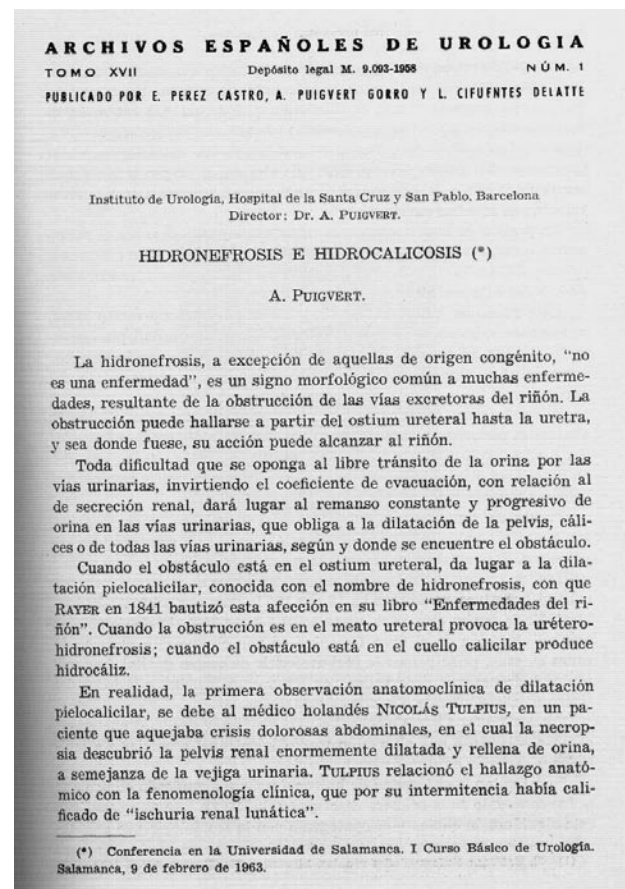 ARCHIVOS ESPAÑOLES DE UROLOGIA
TOMO XVII Depósito legal M. 9.093-1958 NÚM. 1
PUBLICADO POR E. PEREZ CASTRO, A. PUIGVERT GORRO Y L. CIFUENTES DELATTE
Instituto de Urología, Hospital de la Santa Cruz y San Pablo. Barcelona
Director: Dr. A. PUIGVERT.
HIDRONEFROSIS E HIDROCALICOSIS (*)
A. PUIGVERT.
La hidronefrosis, a excepción de aquellas de origen congénito, “no
es una enfermedad”, es un signo morfológico común a muchas enferme-
dades, resultante de la obstrucción de las vías excretoras del riñón. La
obstrucción puede hallarse a partir del ostium ureteral hasta la uretra,
y sea donde fuese, su acción puede alcanzar al riñón.
Toda dificultad que se oponga al libre tránsito de la orina por las
vías urinarias, invirtiendo el coeficiente de evacuación, con relación al
de secreción renal, dará lugar al remanso constante y progresivo de
orina en las vías urinarias, que obliga a la dilatación de la pelvis, cáli-
ces o de todas las vías urinarias, según y donde se encuentre el obstáculo.
Cuando el obstáculo está en el ostium ureteral, da lugar a la dila-
tación pielocalicilar, conocida con el nombre de hidronefrosis, con que
RAYER en 1841 bautizó esta afección en su libro “Enfermedades del ri-
ñón”. Cuando la obstrucción es en el meato ureteral provoca la urétero-
hidronefrosis; cuando el obstáculo está en el cuello calicilar produce
hidrocáliz.
En realidad, la primera observación anatomoclínica de dilatación
pielocalicilar, se debe al médico holandés NICOLÁS TULPIUS, en un pa-
ciente que aquejaba crisis dolorosas abdominales, en el cual la necrop-
sia descubrió la pelvis renal enormemente dilatada y rellena de orina,
a semejanza de la vejiga urinaria. TULPIUS relacionó el hallazgo anató-
mico con la fenomenología clínica, que por su intermitencia había cali-
ficado de “ischuria renal lunática”.
(*) Conferencia en la Universidad de Salamanca. I Curso Básico de Urología.
Salamanca, 9 de febrero de 1963.